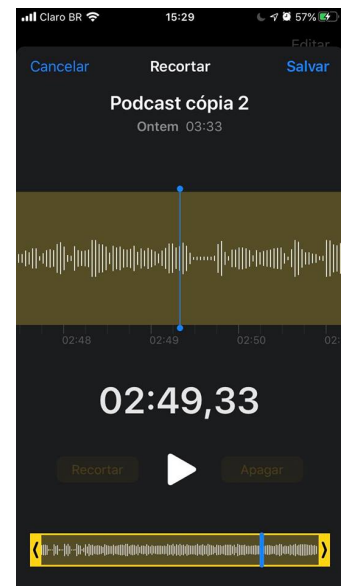 Claro BR 15:29 57%
Editar
Cancelar Recortar Salvar
Podcast cópia 2
Ontem 03:33
02:48 02:49 02:50 02:
02:49,33
Recortar Apagar